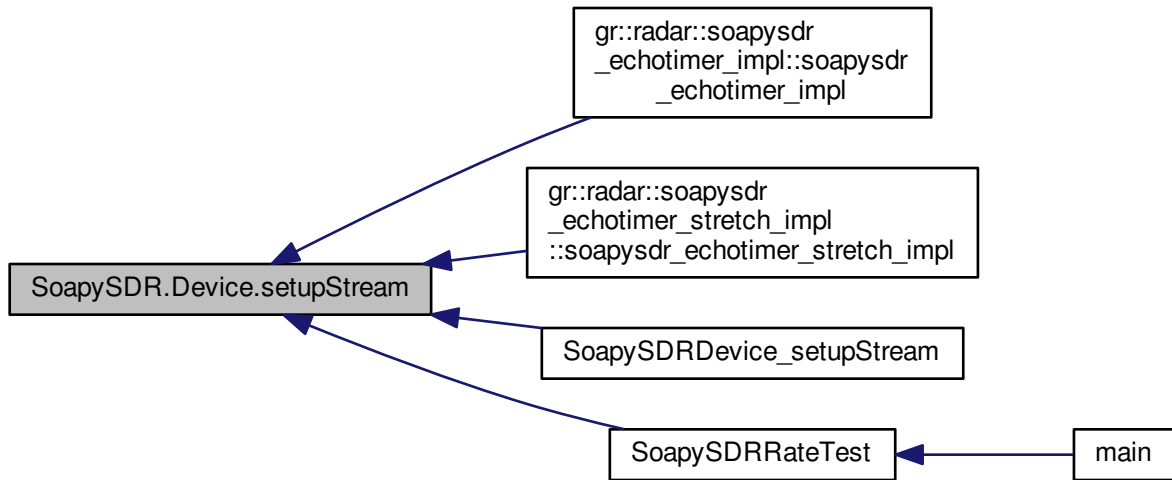 gr::radar::soapysdr
_echotimer_impl::soapysdr
_echotimer_impl
gr::radar::soapysdr
_echotimer_stretch_impl
::soapysdr_echotimer_stretch_impl
SoapySDR.Device.setupStream
SoapySDRDevice_setupStream
SoapySDRRateTest
main